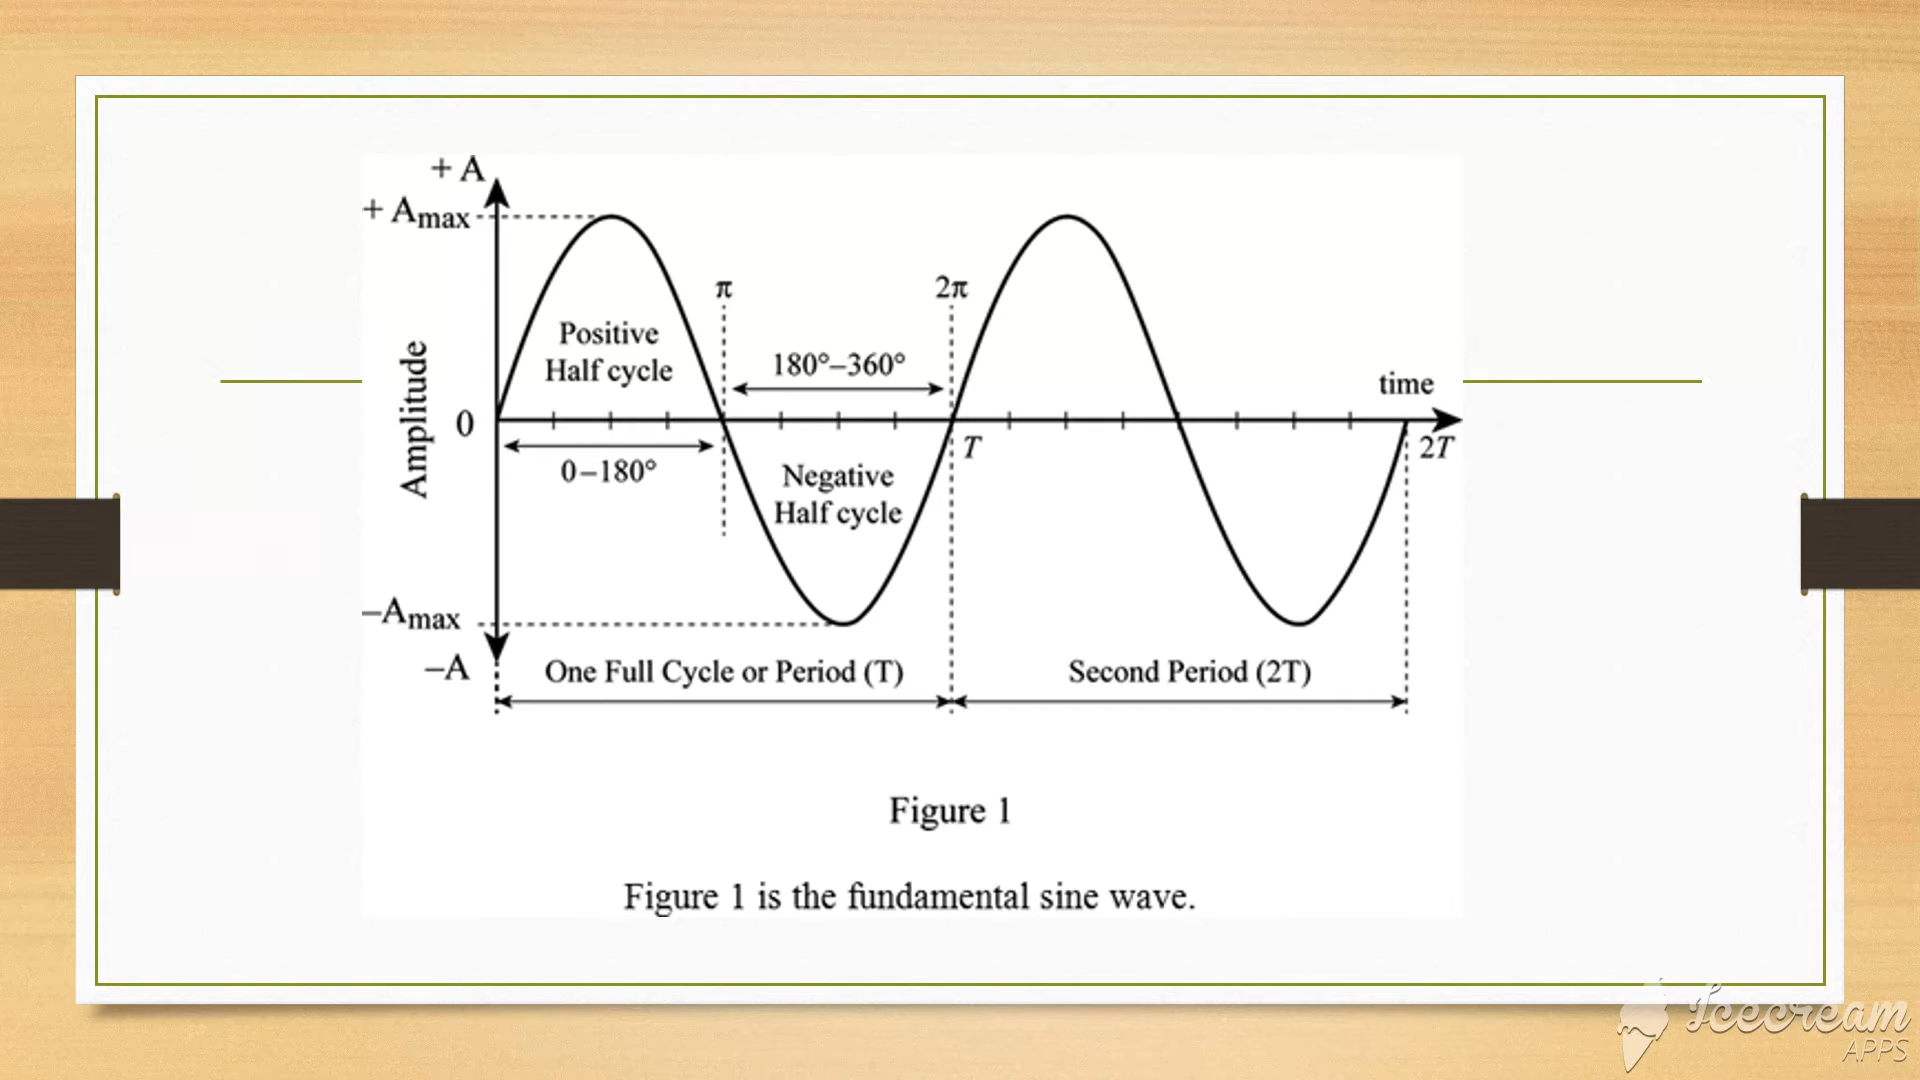 + A
+ Amax
π
2π
Positive
Half cycle
180°–360°
time
Amplitude
0
T
2T
0–180°
Negative
Half cycle
–Amax
–A
One Full Cycle or Period (T)
Second Period (2T)
Figure 1
Figure 1 is the fundamental sine wave.
Icecream
APPS